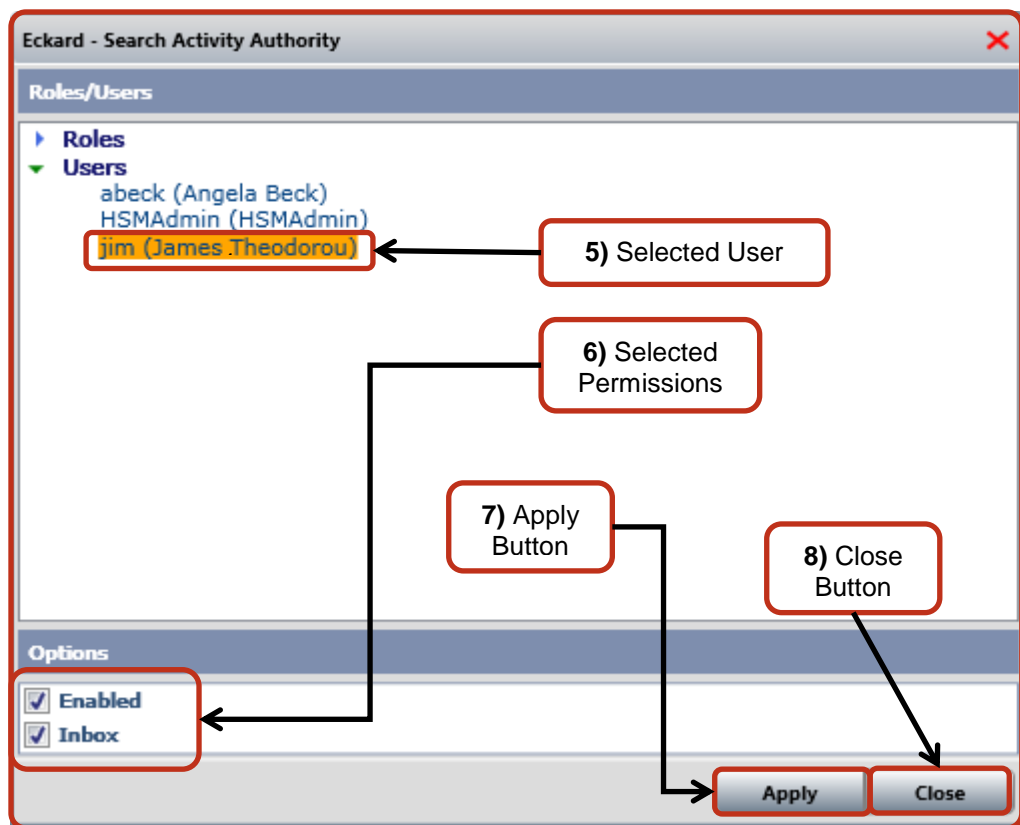 Eckard - Search Activity Authority
Roles/Users
Roles
Users
abeck (Angela Beck)
HSMAdmin (HSMAdmin)
jim (James Theodorou)
5) Selected User
6) Selected
Permissions
7) Apply
Button
8) Close
Button
Options
Enabled
Inbox
Apply
Close